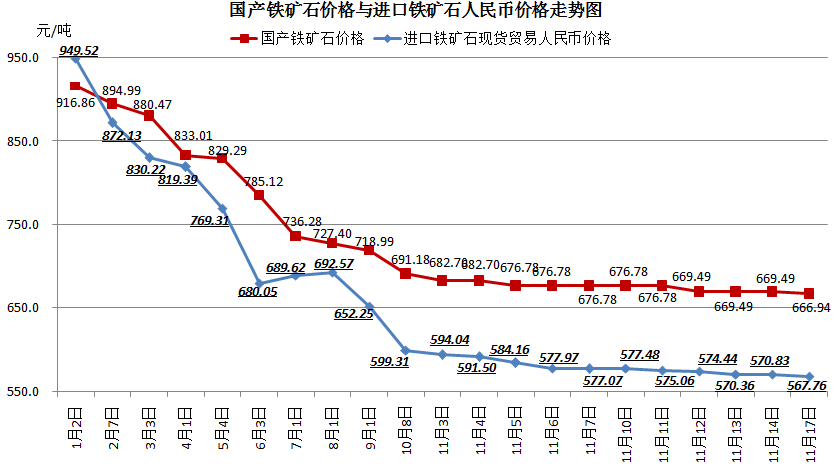 国产铁矿石价格与进口铁矿石人民币价格走势图
元/吨
国产铁矿石价格 进口铁矿石现货贸易人民币价格
950.0
850.0
750.0
650.0
550.0
949.52
916.86
894.99
872.13
880.47
830.22
833.01
819.39
829.29
769.31
785.12
680.05
736.28
689.62
727.40
692.57
718.99
652.25
691.18
599.31
682.70
594.04
682.70
591.50
676.78
584.16
676.78
577.97
676.78
577.07
676.78
577.48
676.78
575.06
669.49
574.44
669.49
570.36
669.49
570.83
666.94
567.76
1月2日
2月7日
3月3日
4月1日
5月4日
6月3日
7月1日
8月1日
9月1日
10月8日
11月3日
11月4日
11月5日
11月6日
11月7日
11月10日
11月11日
11月12日
11月13日
11月14日
11月17日